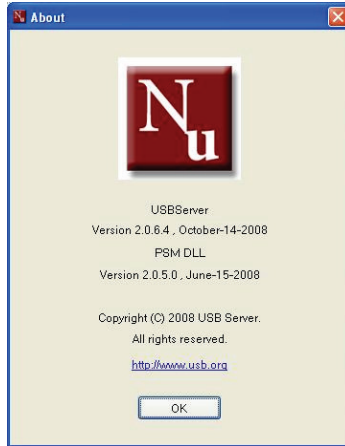 About
Nu
USBServer
Version 2.0.6.4 , October-14-2008
PSM DLL
Version 2.0.5.0 , June-15-2008
Copyright (C) 2008 USB Server.
All rights reserved.
http://www.usb.org
OK